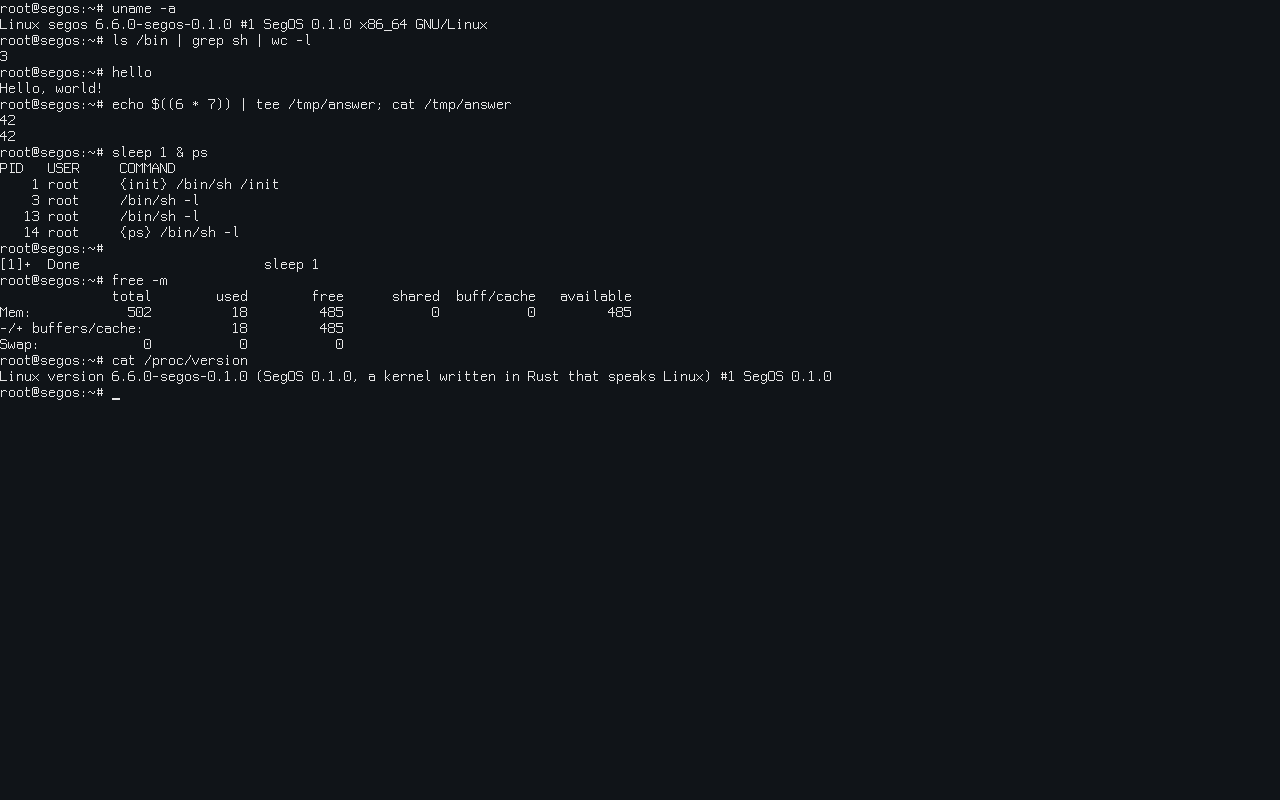 root@segos:~# uname -a
Linux segos 6.6.0-segos-0.1.0 #1 SegOS 0.1.0 x86_64 GNU/Linux
root@segos:~# ls /bin | grep sh | wc -l
3
root@segos:~# hello
Hello, world!
root@segos:~# echo $((6 * 7)) | tee /tmp/answer; cat /tmp/answer
42
42
root@segos:~# sleep 1 & ps
PID   USER     COMMAND
    1 root     {init} /bin/sh /init
    3 root     /bin/sh -l
   13 root     /bin/sh -l
   14 root     {ps} /bin/sh -l
root@segos:~#
[1]+  Done                       sleep 1
root@segos:~# free -m
              total        used        free      shared  buff/cache   available
Mem:            502          18         485           0           0         485
-/+ buffers/cache:           18         485
Swap:             0           0           0
root@segos:~# cat /proc/version
Linux version 6.6.0-segos-0.1.0 (SegOS 0.1.0, a kernel written in Rust that speaks Linux) #1 SegOS 0.1.0
root@segos:~# _